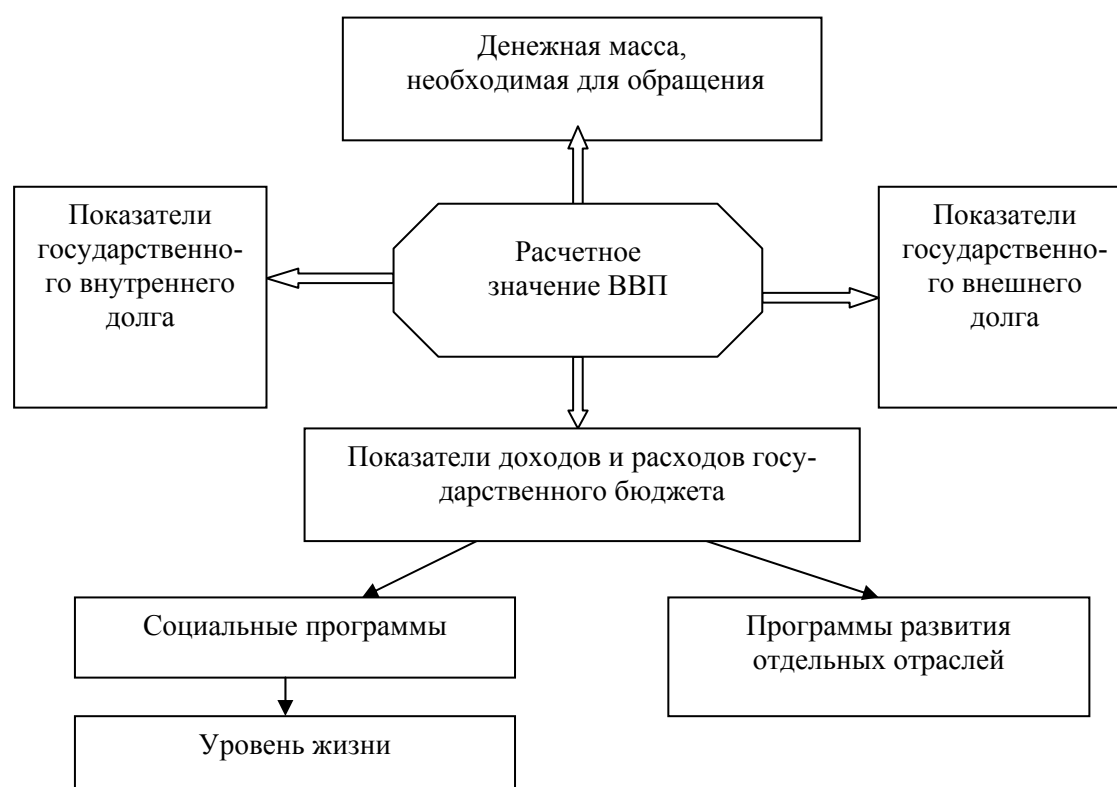 Денежная масса,
необходимая для обращения
Показатели
государственно-
го внутреннего
долга
Расчетное
значение ВВП
Показатели
государственно-
го внешнего
долга
Показатели доходов и расходов госу-
дарственного бюджета
Социальные программы
Программы развития
отдельных отраслей
Уровень жизни